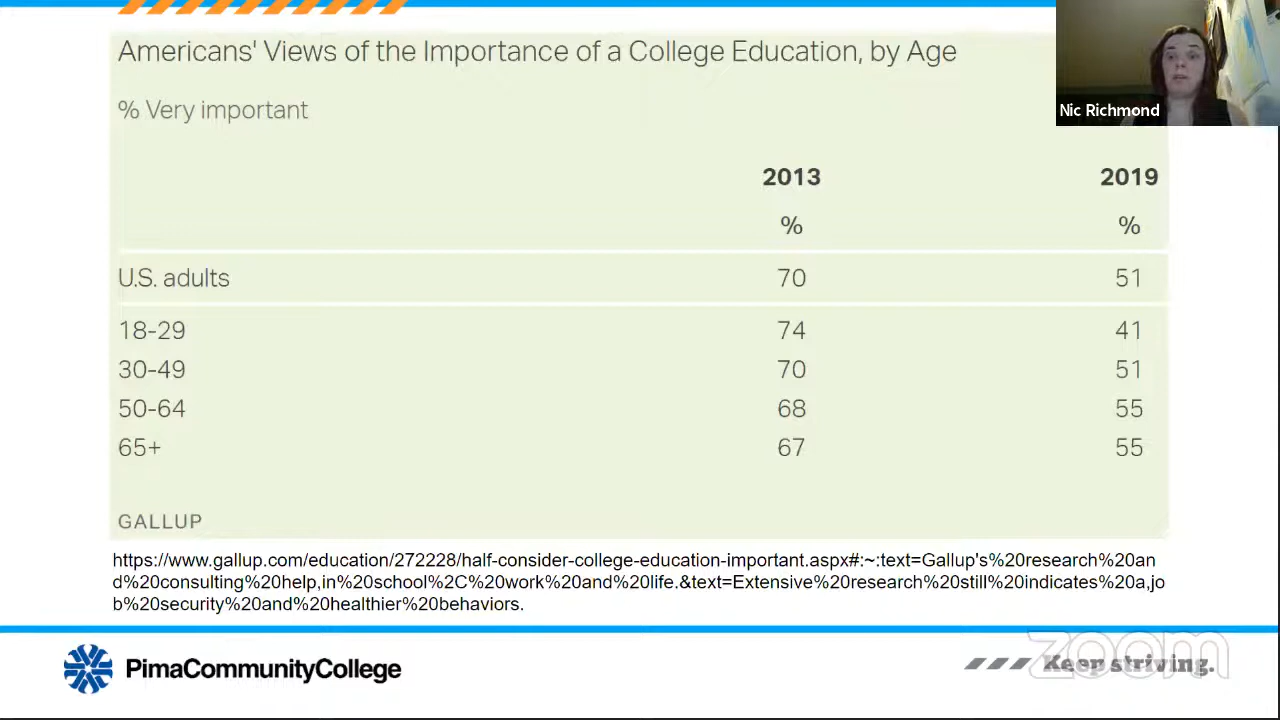 Americans' Views of the Importance of a College Education, by Age
Nic Richmond
% Very important
2013 2019
% %
U.S. adults 70 51
18-29 74 41
30-49 70 51
50-64 68 55
65+ 67 55
GALLUP
https://www.gallup.com/education/272228/half-consider-college-education-important.aspx#:~:text=Gallup's%20research%20an
d%20consulting%20help,in%20school%2C%20work%20and%20life.&text=Extensive%20research%20still%20indicates%20a,jo
b%20security%20and%20healthier%20behaviors.
PimaCommunityCollege
Keep striving.
zoom